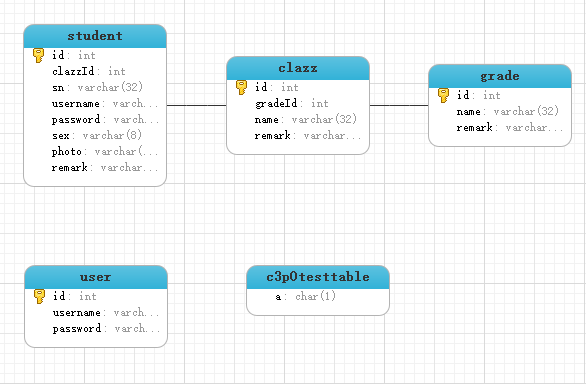 student
id: int
clazzId: int
sn: varchar(32)
username: varch...
password: varch...
sex: varchar(8)
photo: varchar(...
remark: varchar...
clazz
id: int
gradeId: int
name: varchar(32)
remark: varchar...
grade
id: int
name: varchar(32)
remark: varchar...
user
id: int
username: varch...
password: varch...
c3p0testtable
a: char(1)